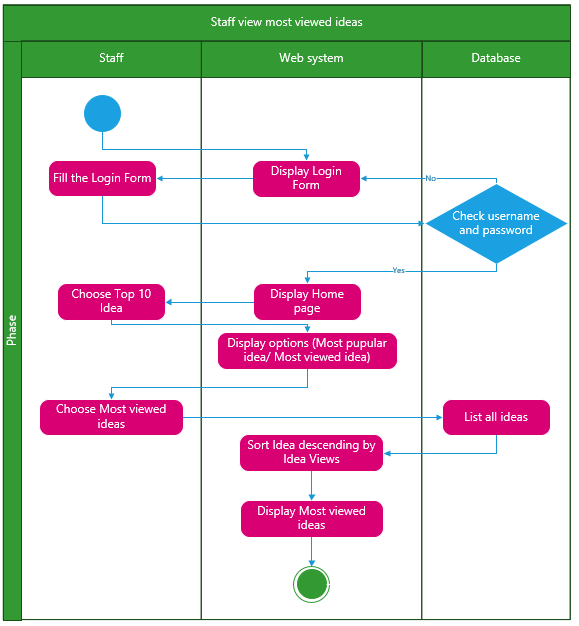 Staff view most viewed ideas
Staff
Web system
Database
Phase
Fill the Login Form
Display Login
Form
No
Check username
and password
Yes
Choose Top 10
Idea
Display Home
page
Display options (Most pupular
idea/ Most viewed idea)
Choose Most viewed
ideas
List all ideas
Sort Idea descending by
Idea Views
Display Most viewed
ideas